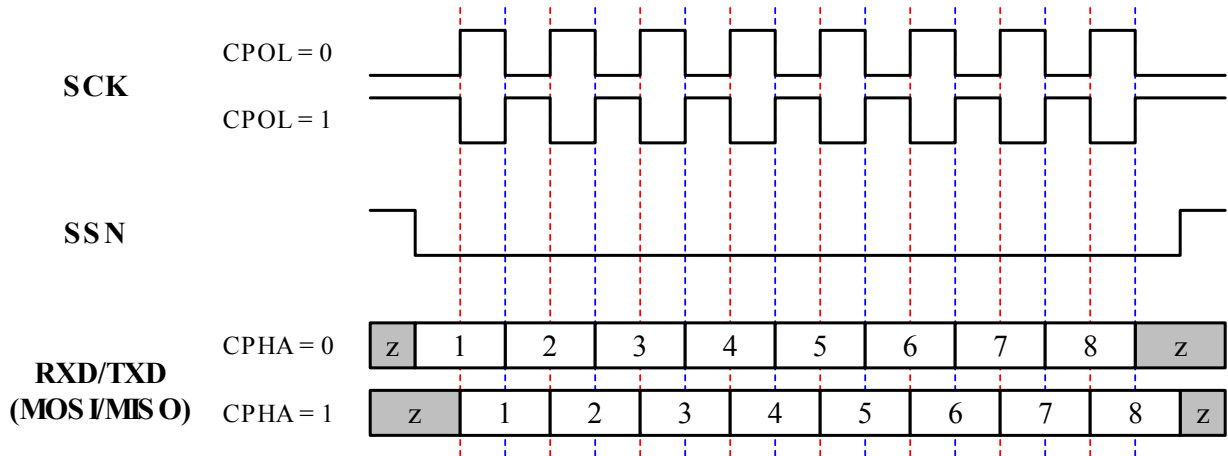 SCK
CPOL = 0
CPOL = 1
SSN
RXD/TXD
(MOSI/MISO)
CPHA = 0
z 1 2 3 4 5 6 7 8 z
CPHA = 1
z 1 2 3 4 5 6 7 8 z